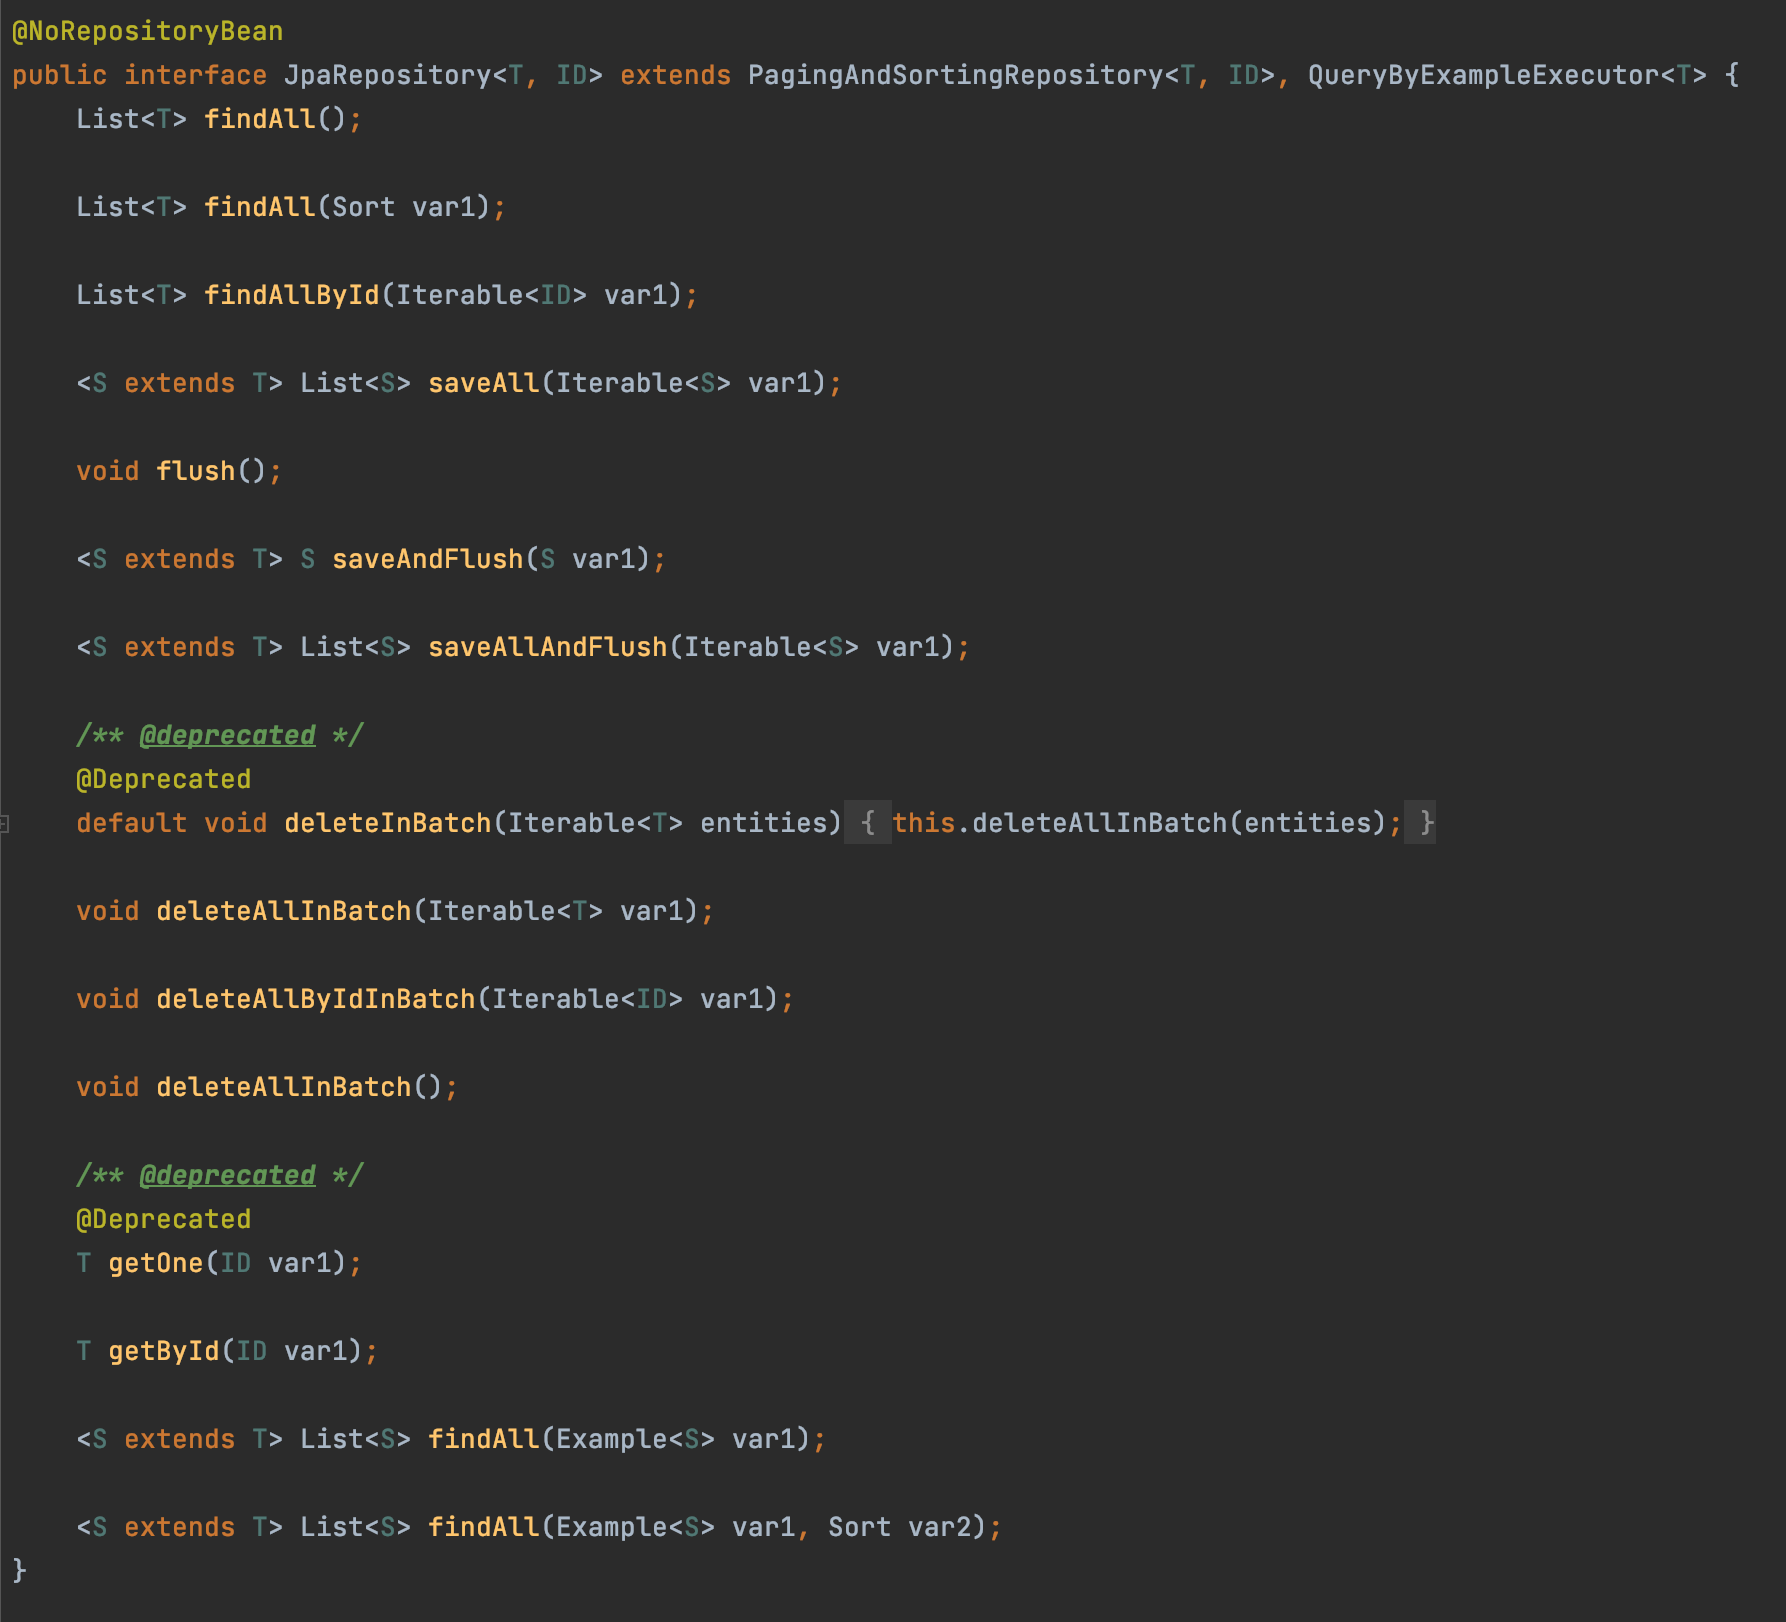 @NoRepositoryBean
public interface JpaRepository<T, ID> extends PagingAndSortingRepository<T, ID>, QueryByExampleExecutor<T> {
    List<T> findAll();
    List<T> findAll(Sort var1);
    List<T> findAllById(Iterable<ID> var1);
    <S extends T> List<S> saveAll(Iterable<S> var1);
    void flush();
    <S extends T> S saveAndFlush(S var1);
    <S extends T> List<S> saveAllAndFlush(Iterable<S> var1);
    /** @deprecated */
    @Deprecated
    default void deleteInBatch(Iterable<T> entities) { this.deleteAllInBatch(entities); }
    void deleteAllInBatch(Iterable<T> var1);
    void deleteAllByIdInBatch(Iterable<ID> var1);
    void deleteAllInBatch();
    /** @deprecated */
    @Deprecated
    T getOne(ID var1);
    T getById(ID var1);
    <S extends T> List<S> findAll(Example<S> var1);
    <S extends T> List<S> findAll(Example<S> var1, Sort var2);
}